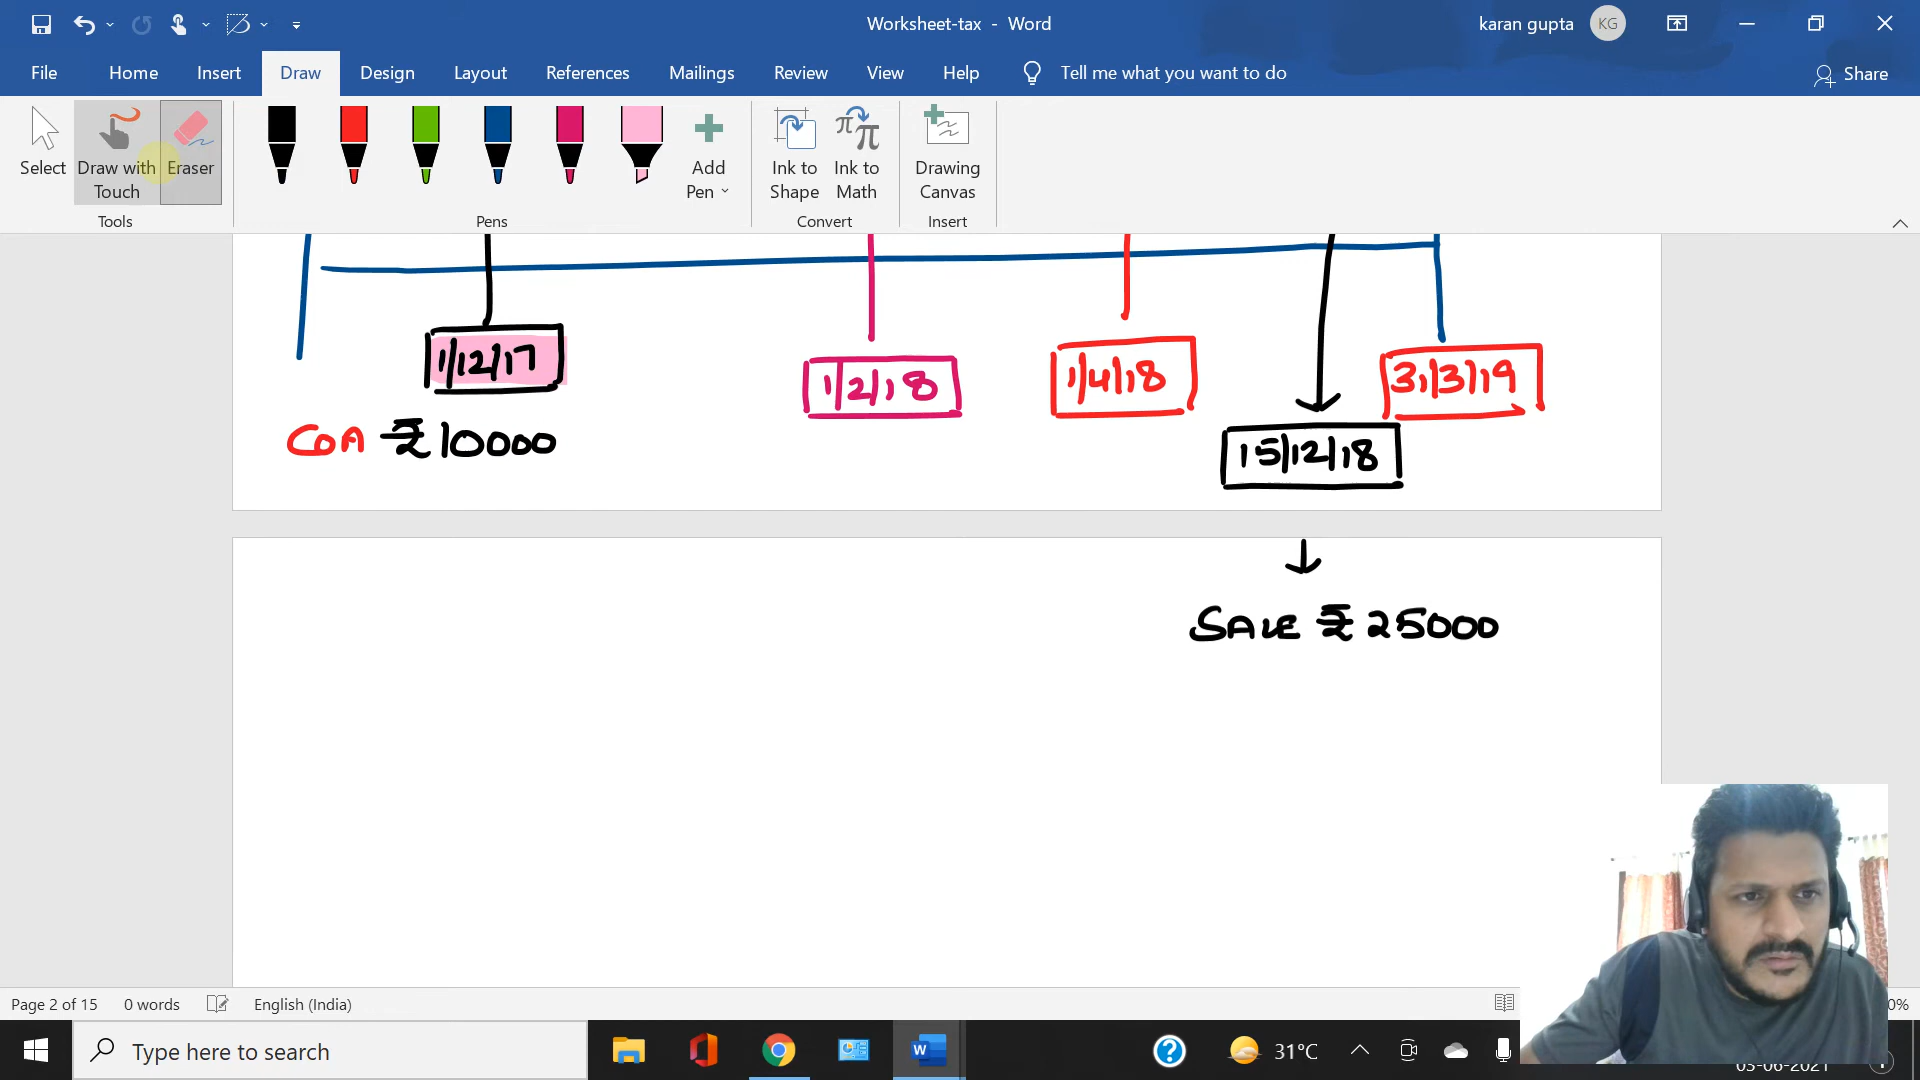 Worksheet-tax - Word
karan gupta
KG
File Home Insert Draw Design Layout References Mailings Review View Help Tell me what you want to do
Share
Select
Draw with Touch
Eraser
Add Pen
Ink to Shape
Ink to Math
Drawing Canvas
Tools
Pens
Convert
Insert
1/12/17
1/2/18
1/4/18
31/3/19
COA ₹10000
15/12/18
SALE ₹ 25000
Page 2 of 15
0 words
English (India)
0%
Type here to search
31°C